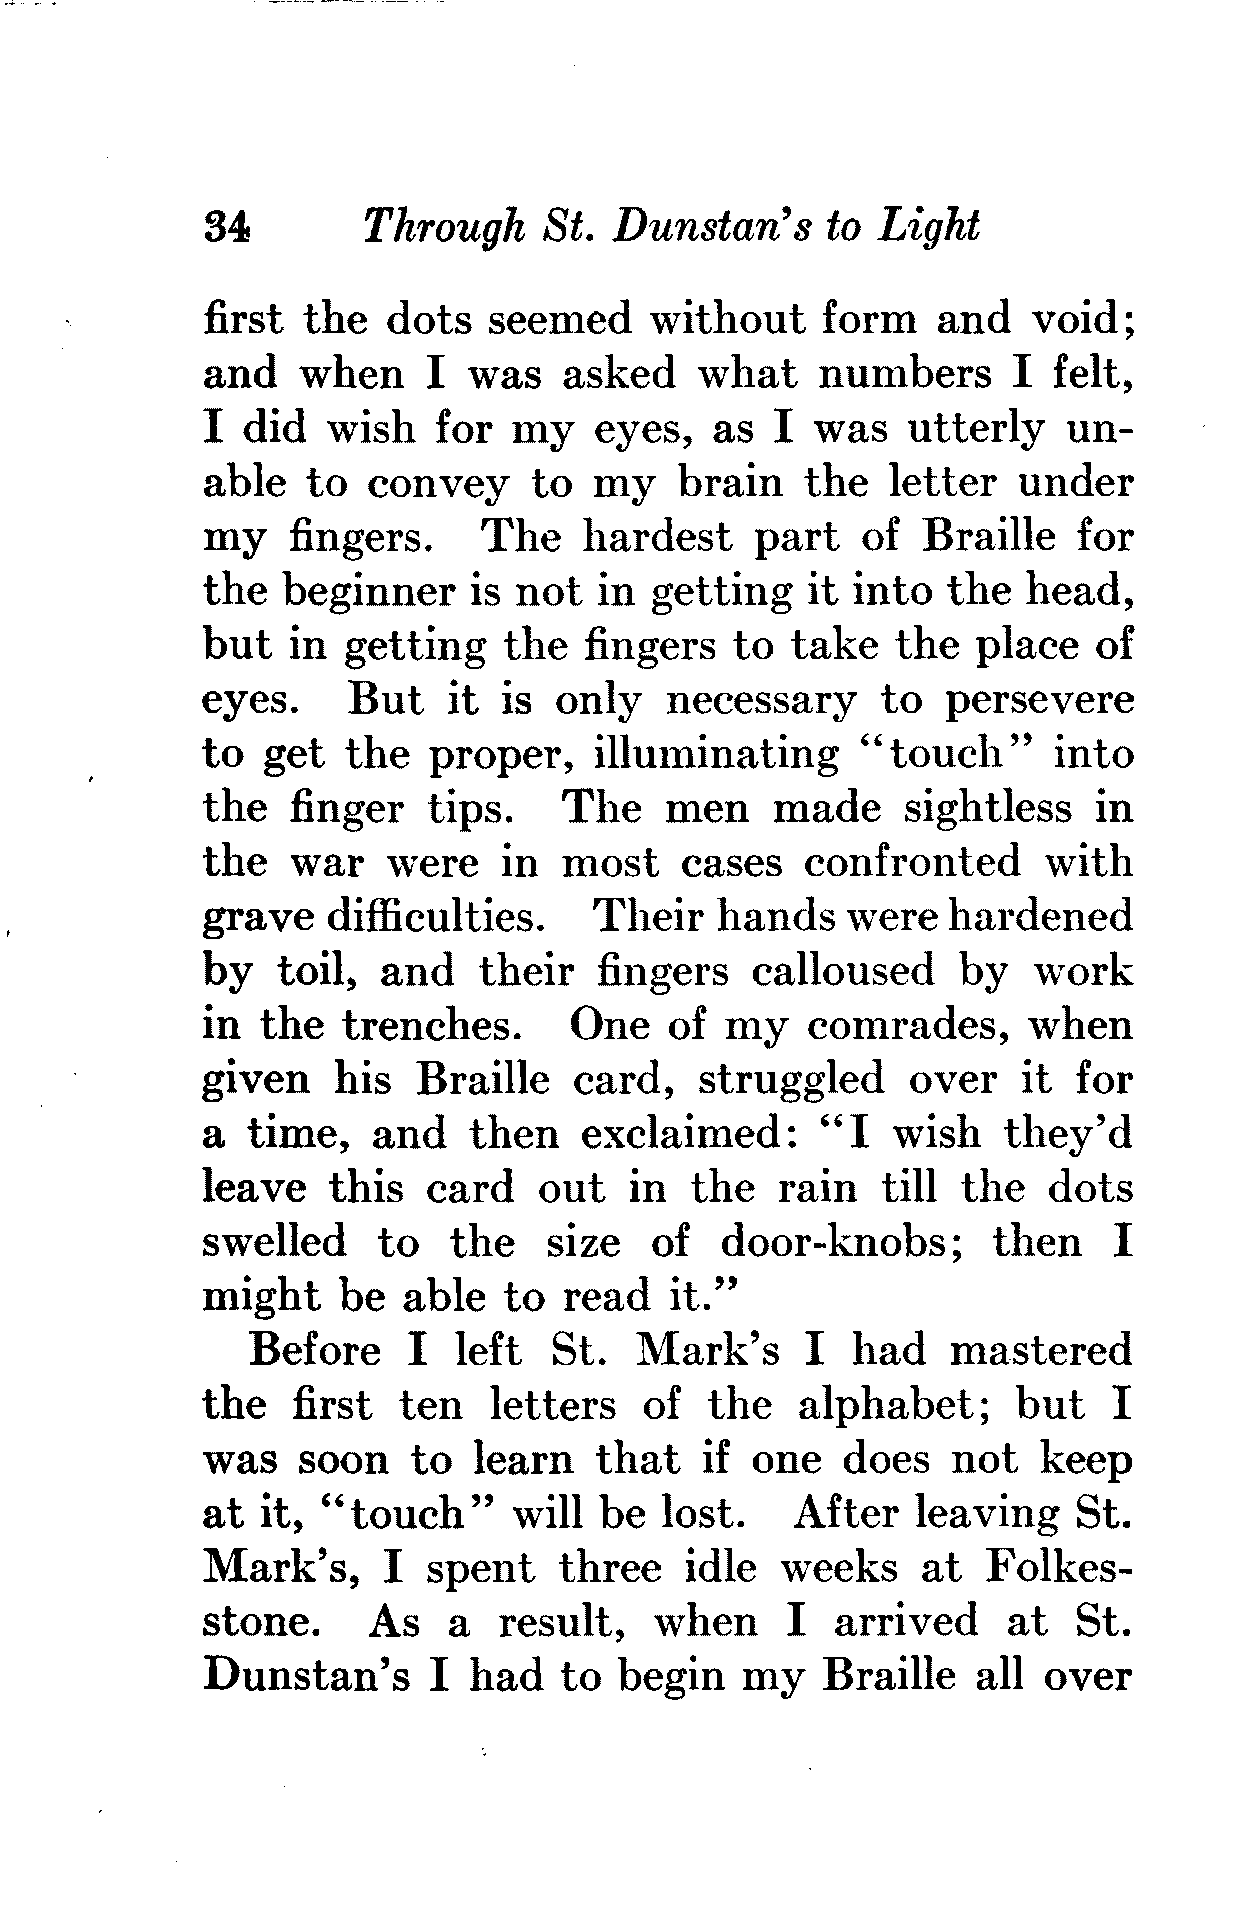 34 Through St. Dunstan's to Light
first the dots seemed without form and void;
and when I was asked what numbers I felt,
I did wish for my eyes, as I was utterly un-
able to convey to my brain the letter under
my fingers. The hardest part of Braille for
the beginner is not in getting it into the head,
but in getting the fingers to take the place of
eyes. But it is only necessary to persevere
to get the proper, illuminating "touch" into
the finger tips. The men made sightless in
the war were in most cases confronted with
grave difficulties. Their hands were hardened
by toil, and their fingers calloused by work
in the trenches. One of my comrades, when
given his Braille card, struggled over it for
a time, and then exclaimed: "I wish they'd
leave this card out in the rain till the dots
swelled to the size of door-knobs; then I
might be able to read it."
Before I left St. Mark's I had mastered
the first ten letters of the alphabet; but I
was soon to learn that if one does not keep
at it, "touch" will be lost. After leaving St.
Mark's, I spent three idle weeks at Folkes-
stone. As a result, when I arrived at St.
Dunstan's I had to begin my Braille all over